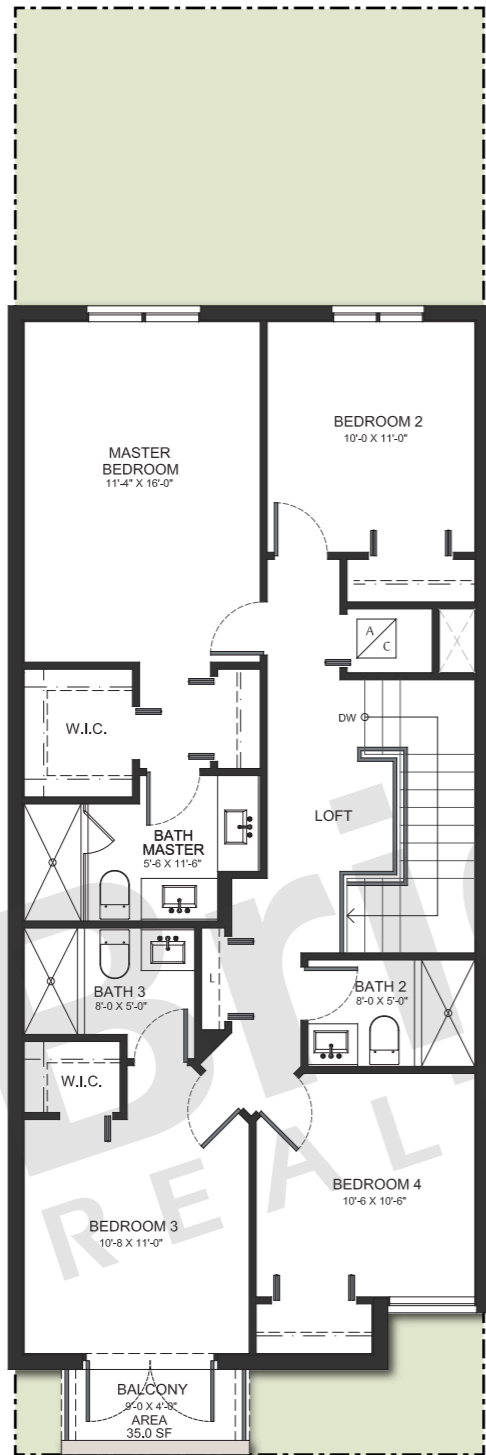 BEDROOM 2
10'-0 X 11'-0"
MASTER
BEDROOM
11'-4" X 16'-0"
A
C
W.I.C.
DW
LOFT
BATH
MASTER
5'-6 X 11'-6"
Bri
BATH 3
8'-0 X 5'-0"
L
BATH 2
8'-0 X 5'-0"
W.I.C.
REAL
BEDROOM 4
10'-6 X 10'-6"
BEDROOM 3
10'-8 X 11'-0"
BALCONY
9'-0 X 4'-0"
AREA
35.0 SF